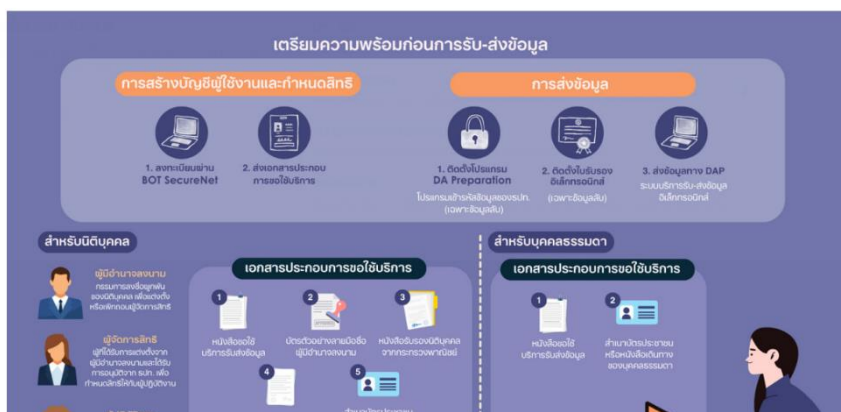 เตรียมความพร้อมก่อนการรับ-ส่งข้อมูล
การสร้างบัญชีผู้ใช้งานและกำหนดสิทธิ
1. ลงทะเบียนผ่าน
BOT SecureNet
2. ส่งเอกสารประกอบ
การขอใช้บริการ
การส่งข้อมูล
1. ติดตั้งโปรแกรม
DA Preparation
โปรแกรมเข้ารหัสข้อมูลของธปท.
(เฉพาะข้อมูลลับ)
2. ติดตั้งใบรับรอง
อิเล็กทรอนิกส์
(เฉพาะข้อมูลลับ)
3. ส่งข้อมูลทาง DAP
ระบบบริการรับ-ส่งข้อมูล
อิเล็กทรอนิกส์
สำหรับนิติบุคคล
ผู้มีอำนาจลงนาม
กรรมการลงชื่อผูกพัน
ของนิติบุคคล เพื่อแต่งตั้ง
หรือเพิกถอนผู้จัดการสิทธิ
ผู้จัดการสิทธิ
ผู้ที่ได้รับการแต่งตั้งจาก
ผู้มีอำนาจลงนามและได้รับ
การอนุมัติจาก ธปท. เพื่อ
กำหนดสิทธิให้กับผู้ปฏิบัติงาน
เอกสารประกอบการขอใช้บริการ
1
หนังสือขอใช้
บริการรับส่งข้อมูล
2
บัตรตัวอย่างลายมือชื่อ
ผู้มีอำนาจลงนาม
3
หนังสือรับรองนิติบุคคล
จากกระทรวงพาณิชย์
4
5
สำหรับบุคคลธรรมดา
เอกสารประกอบการขอใช้บริการ
1
หนังสือขอใช้
บริการรับส่งข้อมูล
2
สำเนาบัตรประชาชน
หรือหนังสือเดินทาง
ของบุคคลธรรมดา